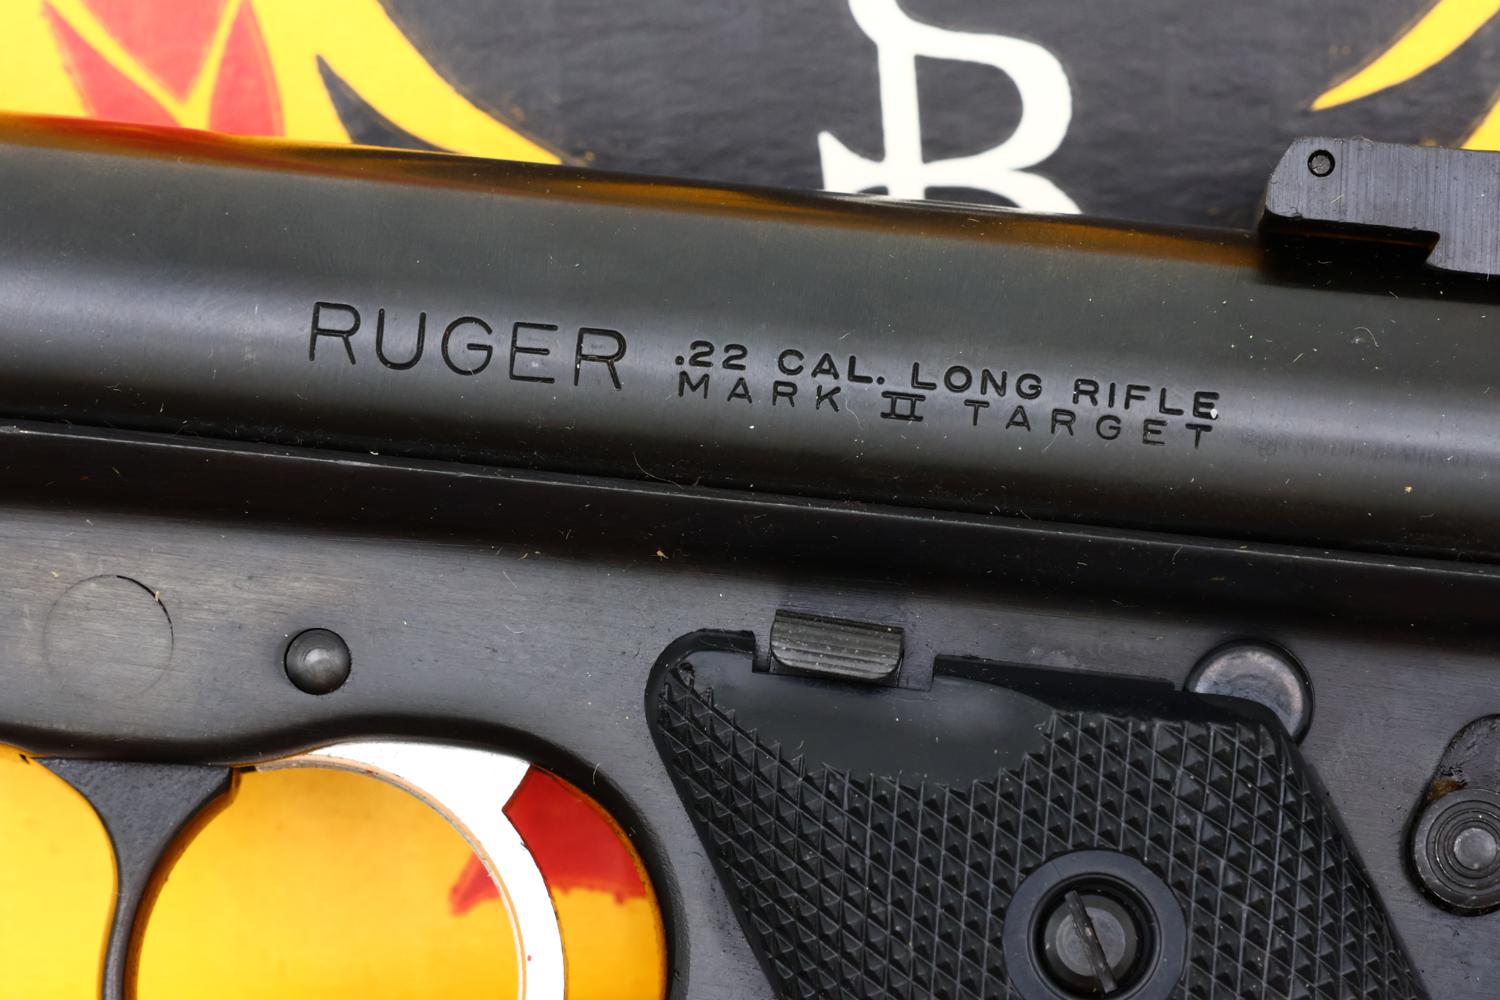 RUGER .22 CAL. LONG RIFLE
MARK II TARGET